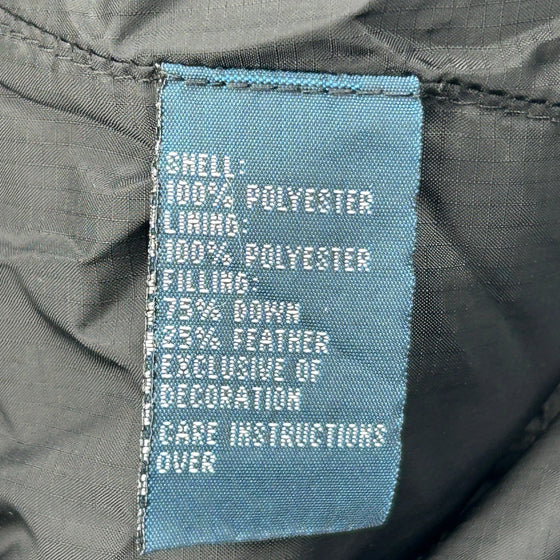 SHELL:
100% POLYESTER
LINING:
100% POLYESTER
FILLING:
75% DOWN
25% FEATHER
EXCLUSIVE OF
DECORATION
CARE INSTRUCTIONS
OVER